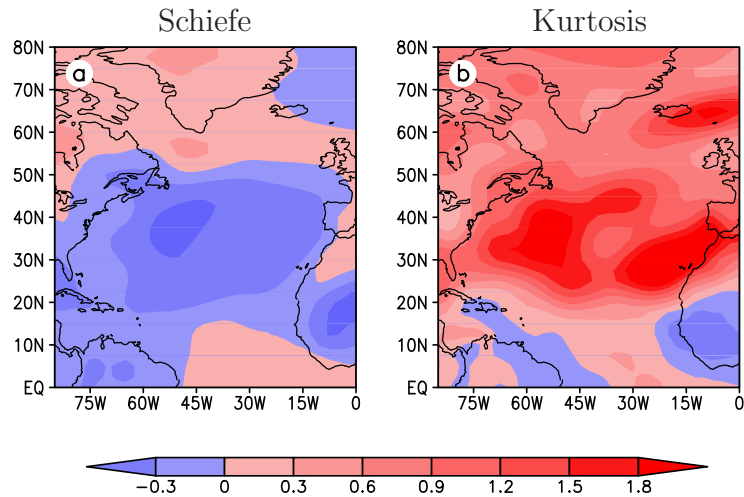 Schiefe Kurtosis
80N 80N
a b
70N 70N
60N 60N
50N 50N
40N 40N
30N 30N
20N 20N
10N 10N
EQ EQ
75W 60W 45W 30W 15W 0 75W 60W 45W 30W 15W 0
−0.3 0 0.3 0.6 0.9 1.2 1.5 1.8